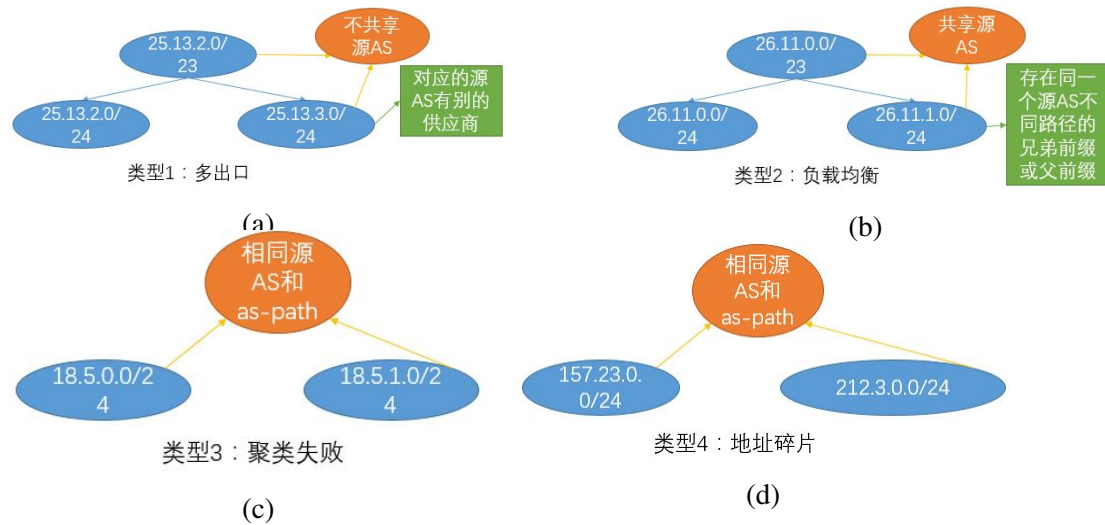 25.13.2.0/
23
不共享
源AS
25.13.2.0/
24
25.13.3.0/
24
对应的源
AS有别的
供应商
类型1：多出口
(a)
26.11.0.0/
23
共享源
AS
26.11.0.0/
24
26.11.1.0/
24
存在同一
个源AS不
同路径的
兄弟前缀
或父前缀
类型2：负载均衡
(b)
相同源
AS和
as-path
18.5.0.0/2
4
18.5.1.0/2
4
类型3：聚类失败
(c)
相同源
AS和
as-path
157.23.0.
0/24
212.3.0.0/24
类型4：地址碎片
(d)